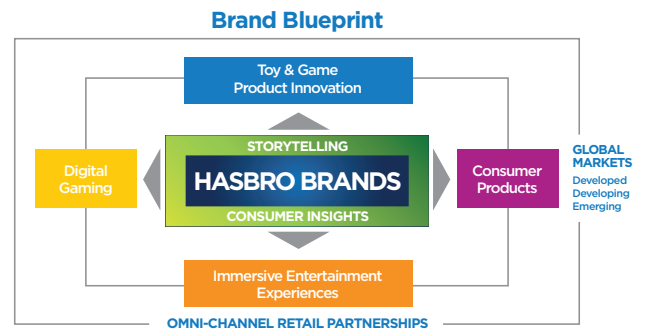 Brand Blueprint
Toy & Game
Product Innovation
Digital
Gaming
STORYTELLING
HASBRO BRANDS
CONSUMER INSIGHTS
Consumer
Products
GLOBAL
MARKETS
Developed
Developing
Emerging
Immersive Entertainment
Experiences
OMNI-CHANNEL RETAIL PARTNERSHIPS